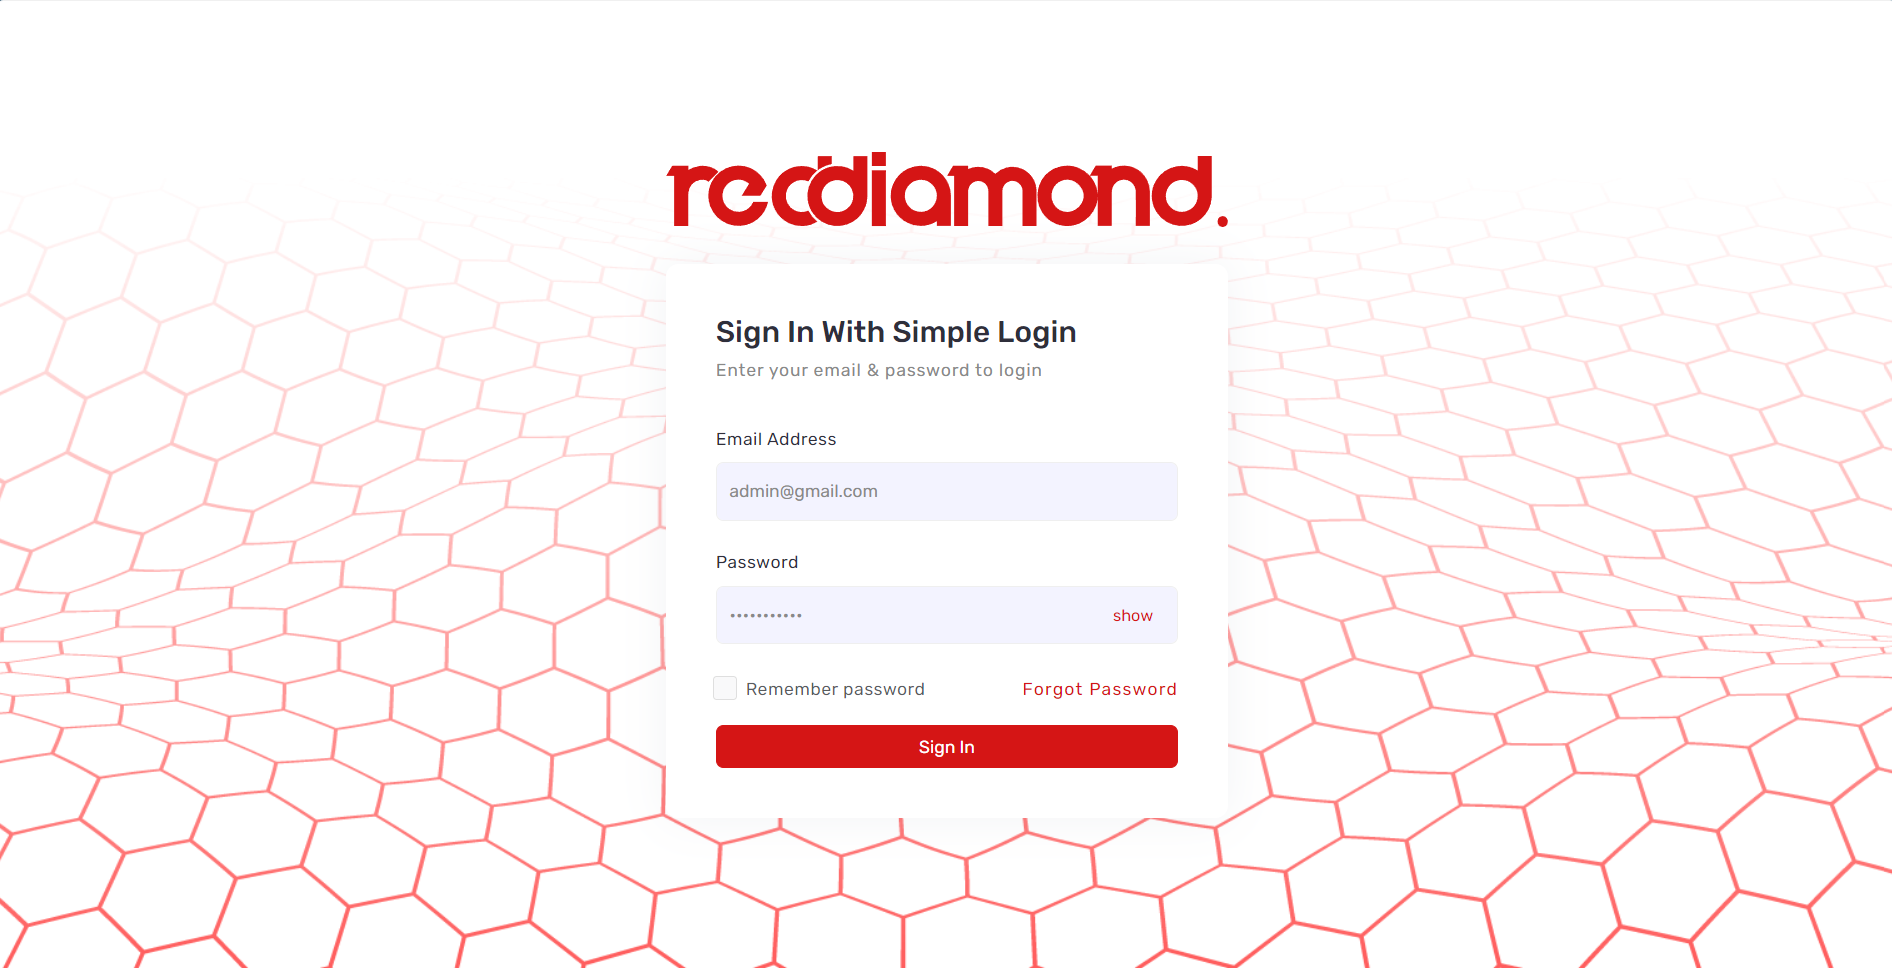 reddiamond.
Sign In With Simple Login
Enter your email & password to login
Email Address
admin@gmail.com
Password
•••••••••••
show
Remember password
Forgot Password
Sign In